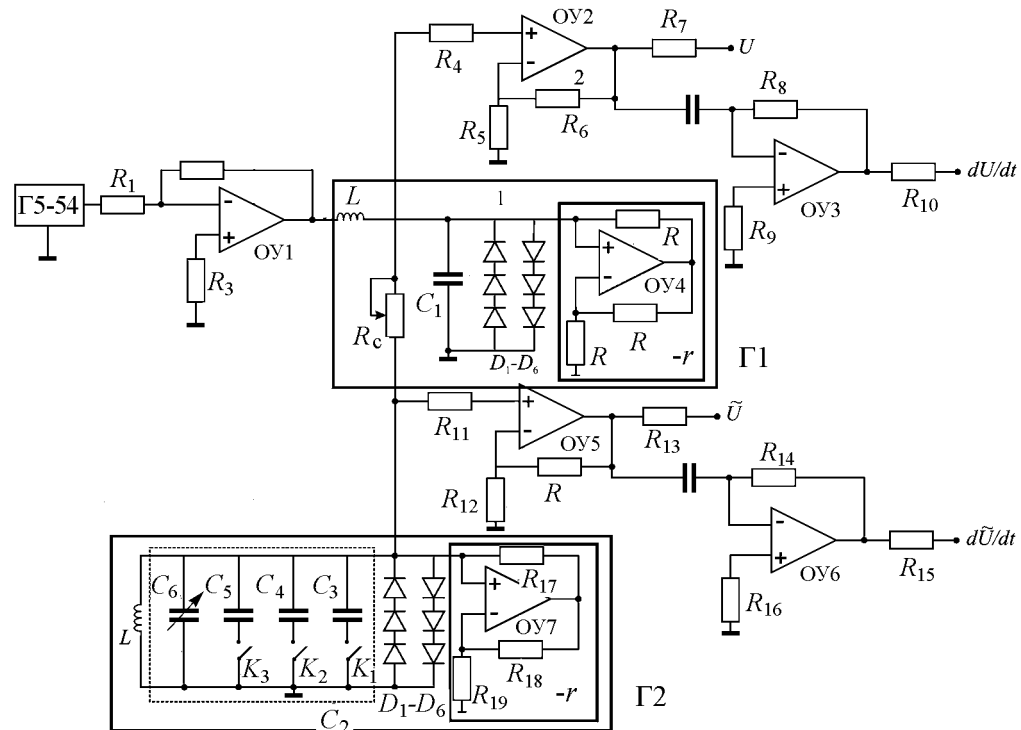 ОУ2
R4
R7
U
2
R6
R5
R8
ОУ3
dU/dt
R10
R9
Г5-54
R1
ОУ1
R3
L
1
C1
Rc
D1-D6
R
ОУ4
R
R
-r
Г1
R11
ОУ5
R13
Ũ
R12
R
R14
ОУ6
dŨ/dt
R15
R16
L
C6
C5
C4
C3
K3
K2
K1
C2
D1-D6
R17
ОУ7
R18
R19
-r
Г2